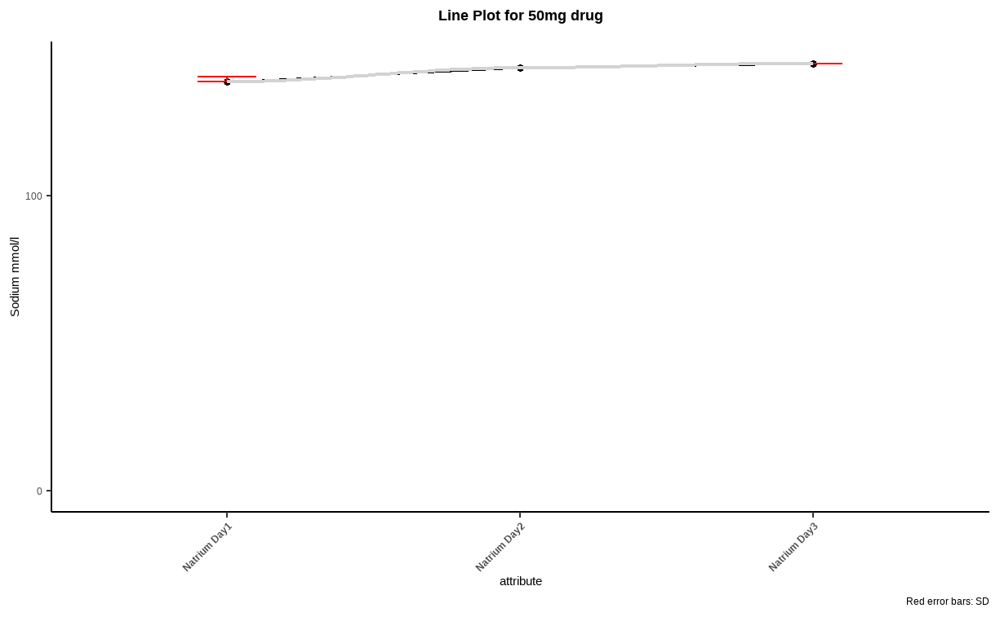 Line Plot for 50mg drug
Sodium mmol/l
100
0
Natrium Day1
Natrium Day2
Natrium Day3
attribute
Red error bars: SD